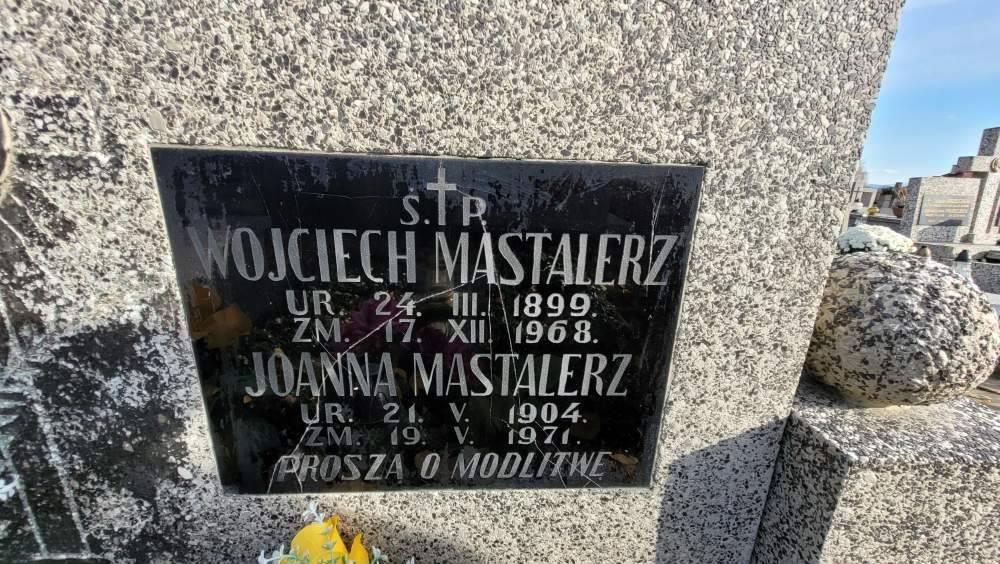 Ś. P.
WOJCIECH MASTALERZ
UR. 24. III. 1899.
ZM. 17. XII. 1968.
JOANNA MASTALERZ
UR. 21. V. 1904.
ZM. 19. V. 1971.
PROSZĄ O MODLITWĘ